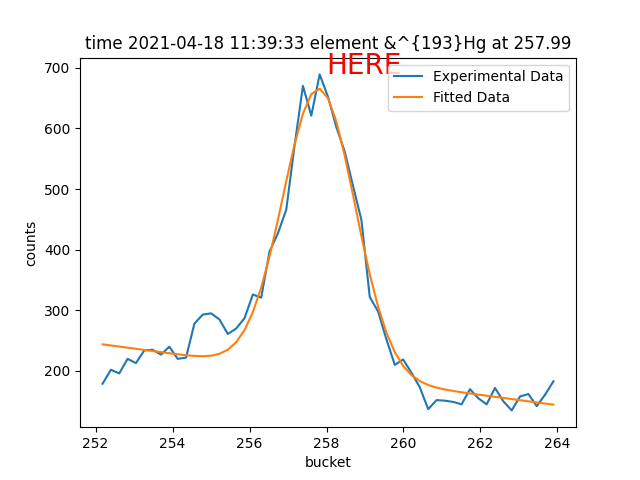 time 2021-04-18 11:39:33 element &^{193}Hg at 257.99
HERE
Experimental Data
Fitted Data
700
600
500
400
300
200
counts
252
254
256
258
260
262
264
bucket